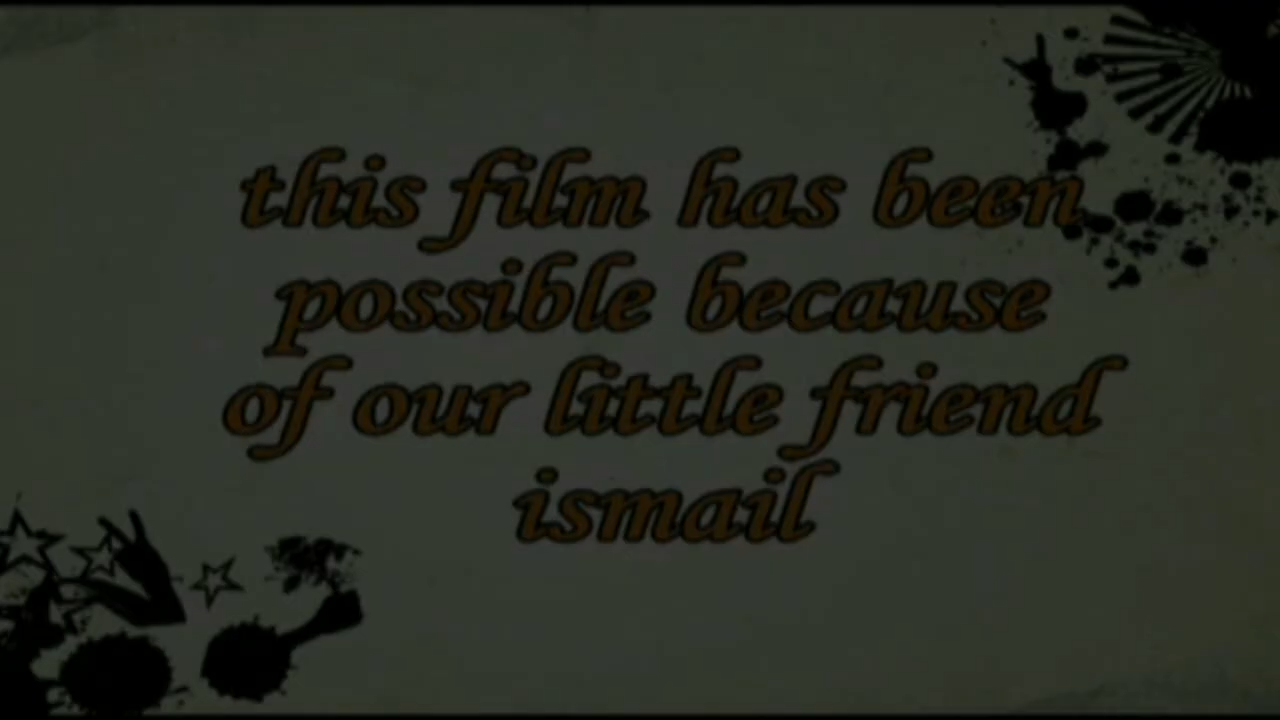 this film has been
possible because
of our little friend
ismail